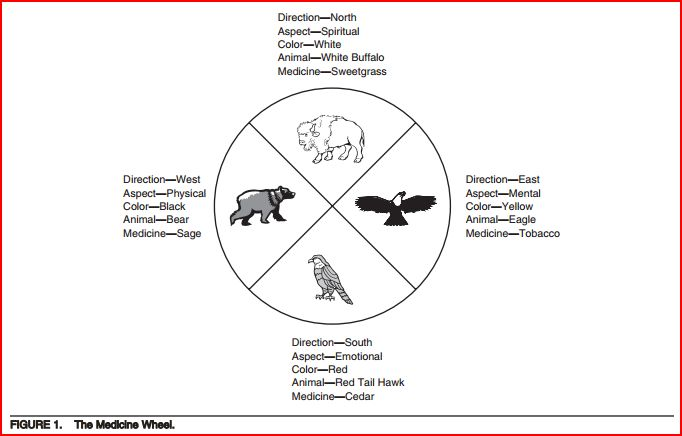 Direction—North
Aspect—Spiritual
Color—White
Animal—White Buffalo
Medicine—Sweetgrass
Direction—West
Aspect—Physical
Color—Black
Animal—Bear
Medicine—Sage
Direction—East
Aspect—Mental
Color—Yellow
Animal—Eagle
Medicine—Tobacco
Direction—South
Aspect—Emotional
Color—Red
Animal—Red Tail Hawk
Medicine—Cedar
FIGURE 1. The Medicine Wheel.